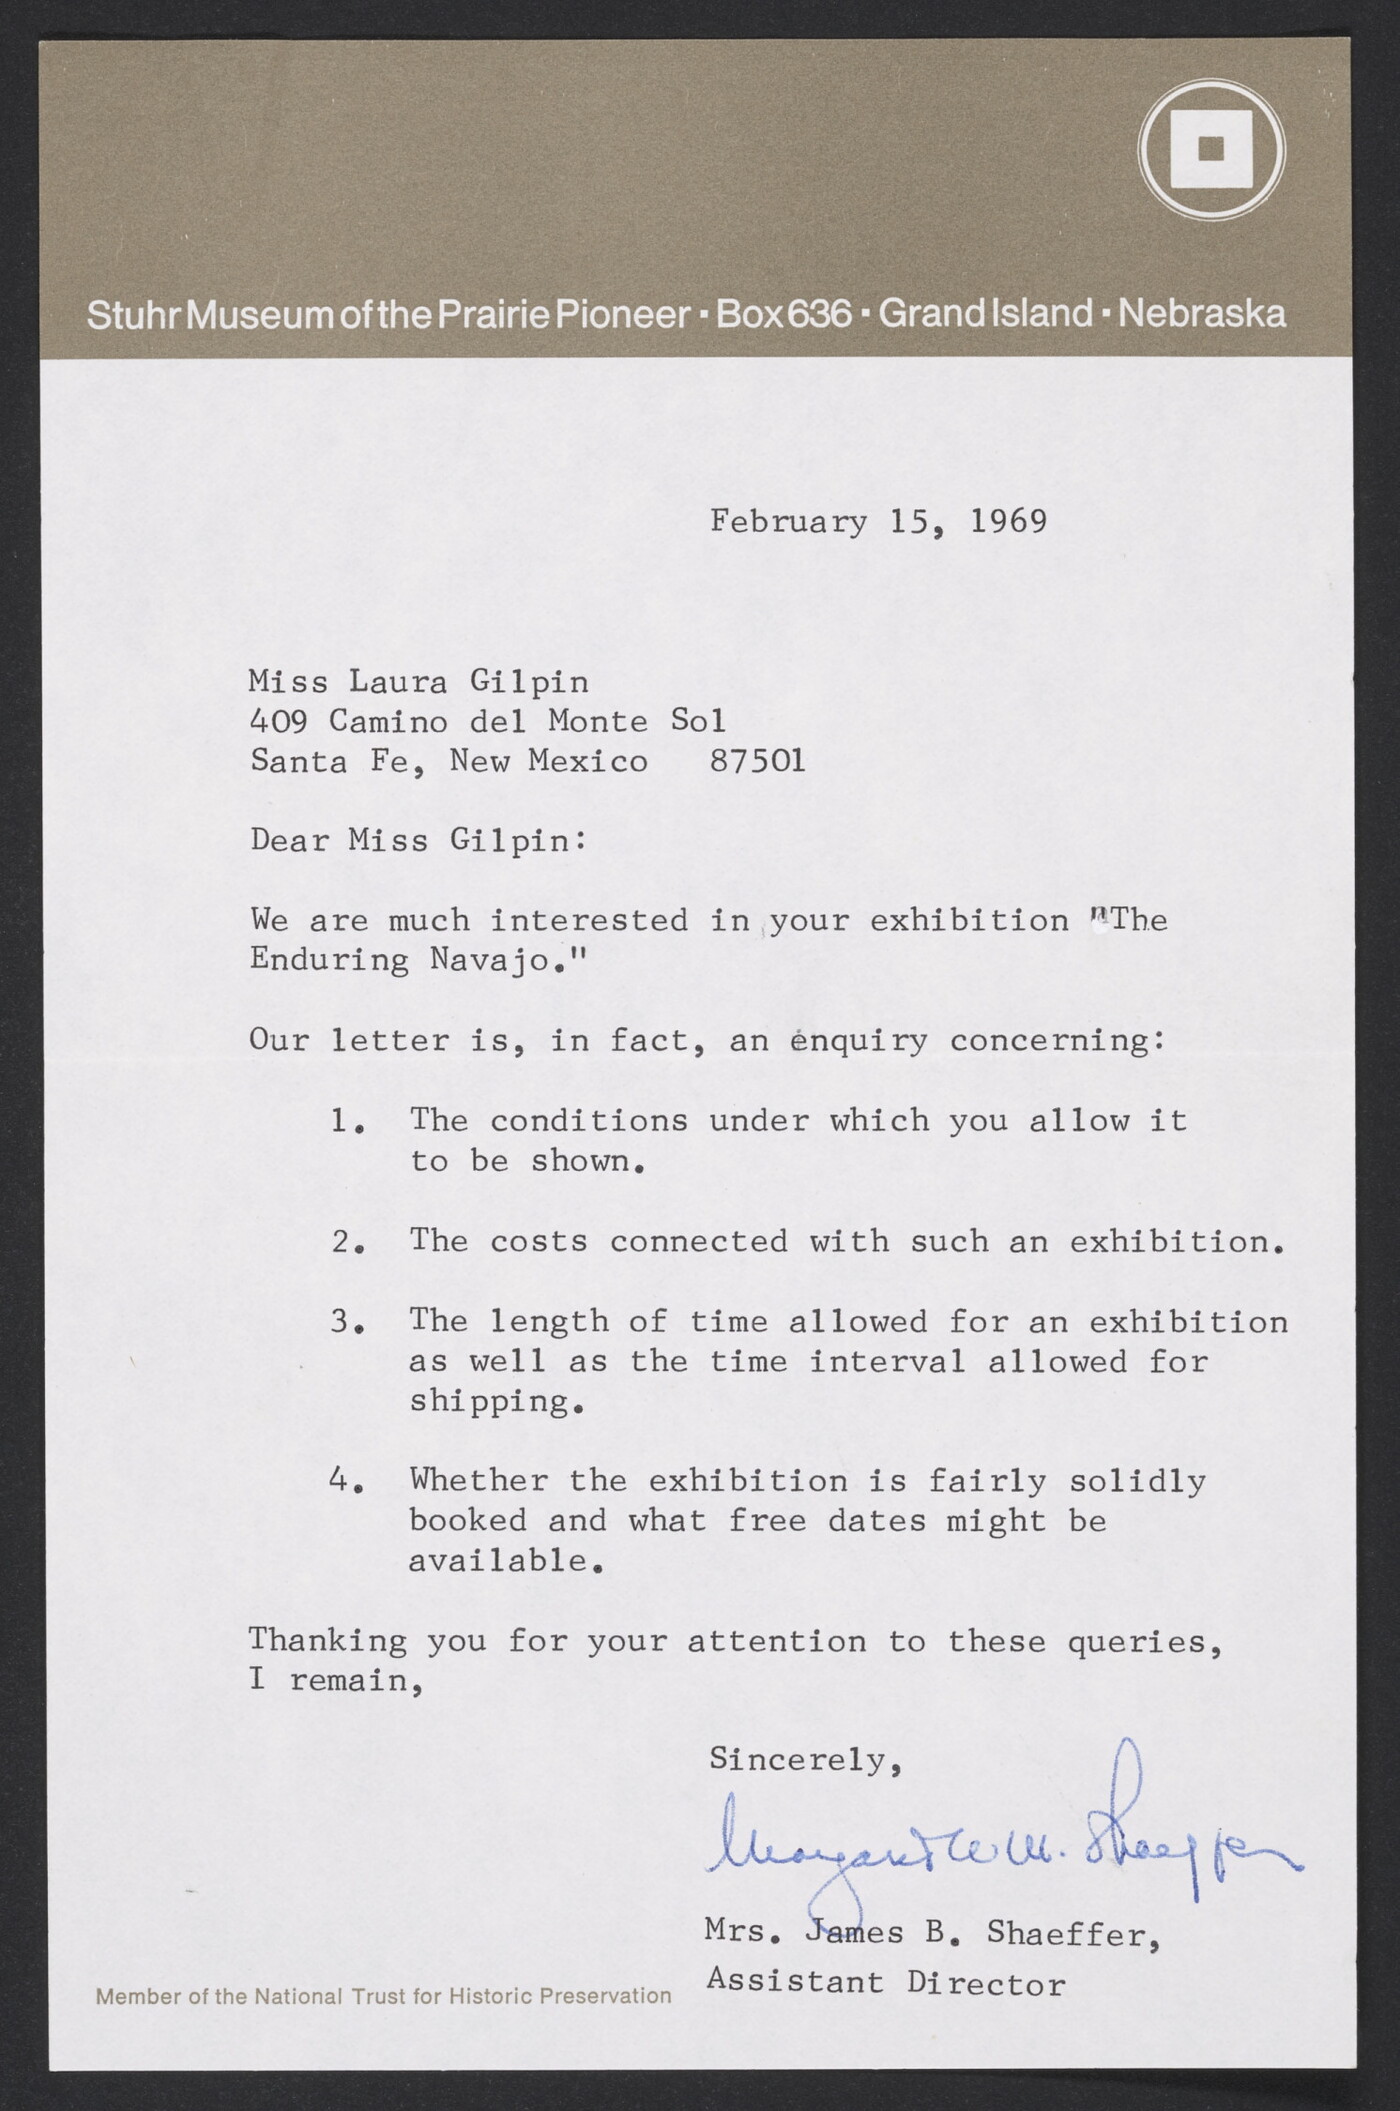 Stuhr Museum of the Prairie Pioneer ▪ Box 636 ▪ Grand Island ▪ Nebraska
February 15, 1969
Miss Laura Gilpin
409 Camino del Monte Sol
Santa Fe, New Mexico 87501
Dear Miss Gilpin:
We are much interested in your exhibition "The
Enduring Navajo."
Our letter is, in fact, an enquiry concerning:
1. The conditions under which you allow it
to be shown.
2. The costs connected with such an exhibition.
3. The length of time allowed for an exhibition
as well as the time interval allowed for
shipping.
4. Whether the exhibition is fairly solidly
booked and what free dates might be
available.
Thanking you for your attention to these queries,
I remain,
Sincerely,
M. Shaeffer
Mrs. James B. Shaeffer,
Assistant Director
Member of the National Trust for Historic Preservation